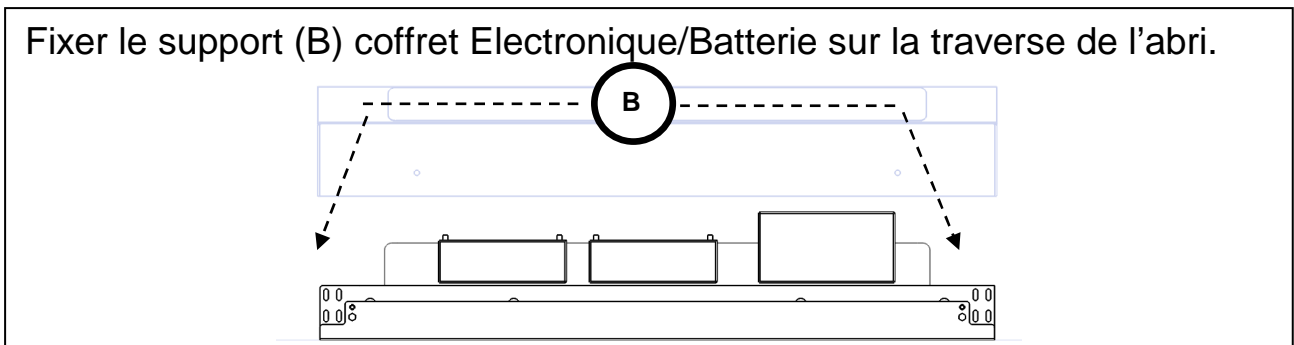 Fixer le support (B) coffret Electronique/Batterie sur la traverse de l’abri.
B